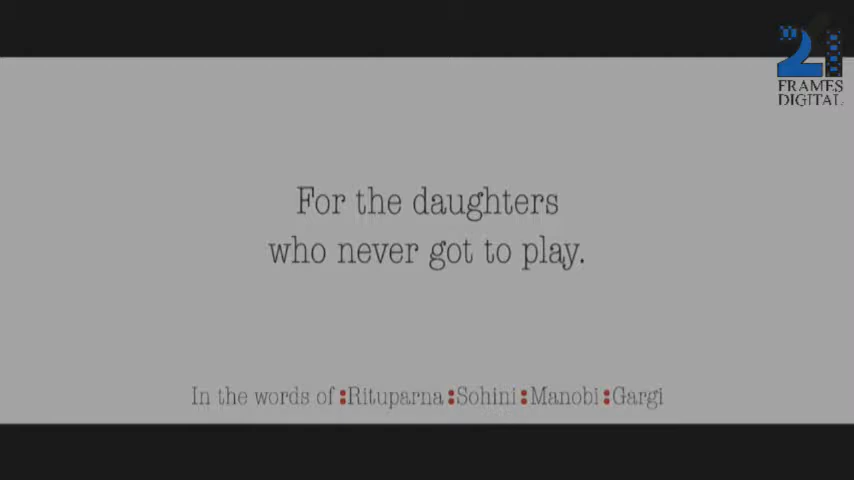 21
FRAMES
DIGITAL
For the daughters
who never got to play.
In the words of :Rituparna :Sohini :Manobi :Gargi